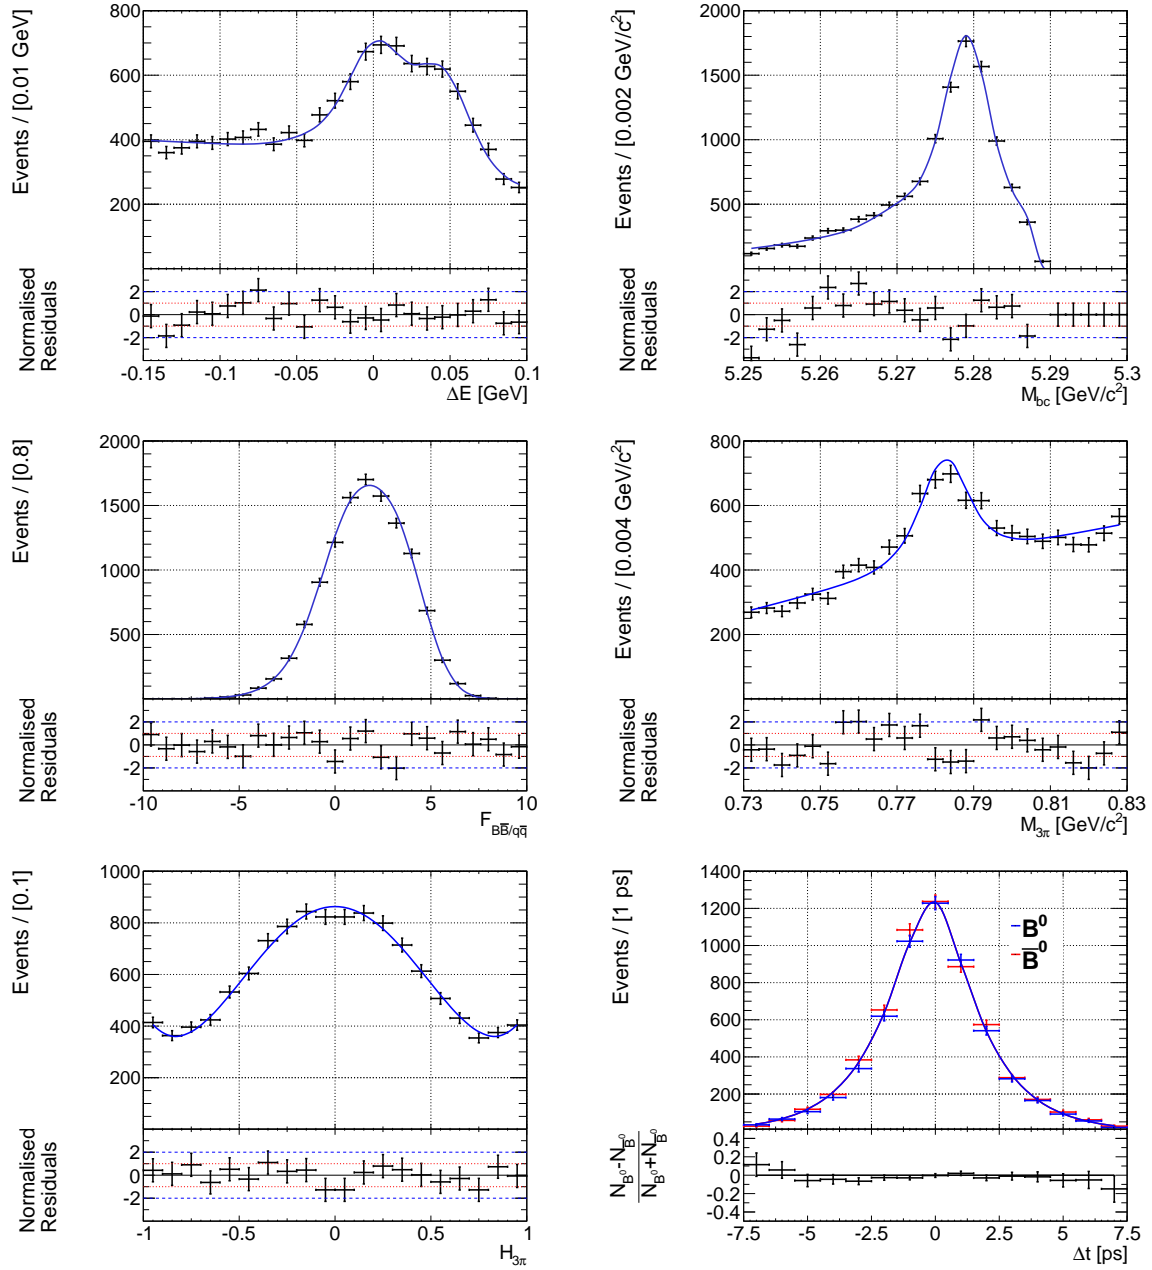 Events / [0.01 GeV]
800
600
400
200
Normalised
Residuals
2
0
-2
-0.15 -0.1 -0.05 0 0.05 0.1
ΔE [GeV]
Events / [0.002 GeV/c²]
2000
1500
1000
500
Normalised
Residuals
2
0
-2
5.25 5.26 5.27 5.28 5.29 5.3
M_bc [GeV/c²]
Events / [0.8]
2000
1500
1000
500
Normalised
Residuals
2
0
-2
-10 -5 0 5 10
F_BB̅/qq̅
Events / [0.004 GeV/c²]
800
600
400
200
Normalised
Residuals
2
0
-2
0.73 0.75 0.77 0.79 0.81 0.83
M_3π [GeV/c²]
Events / [0.1]
1000
800
600
400
200
Normalised
Residuals
2
0
-2
-1 -0.5 0 0.5 1
H_3π
Events / [1 ps]
1400
1200
1000
800
600
400
200
B⁰
B̅⁰
N_B⁰-N_B̅⁰
N_B⁰+N_B̅⁰
0.4
0.2
0
-0.2
-0.4
-7.5 -5 -2.5 0 2.5 5 7.5
Δt [ps]